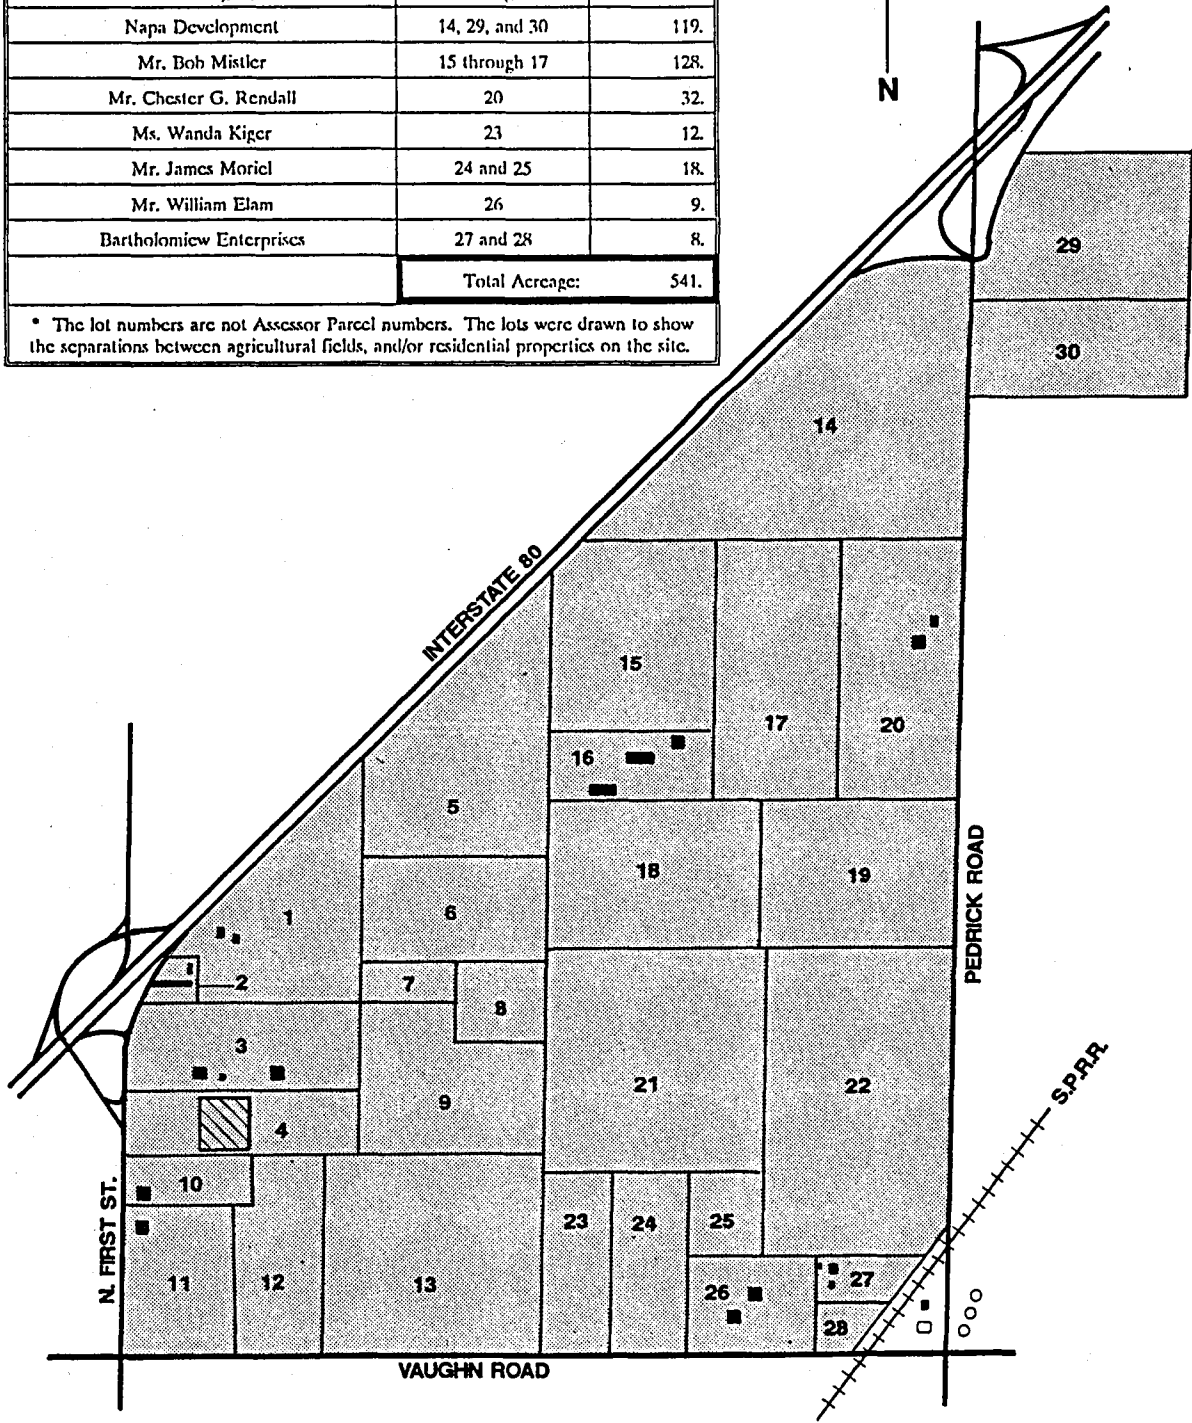 Napa Development 14, 29, and 30 119.
Mr. Bob Mistler 15 through 17 128.
Mr. Chester G. Rendall 20 32.
Ms. Wanda Kiger 23 12.
Mr. James Moriel 24 and 25 18.
Mr. William Elam 26 9.
Bartholomiew Enterprises 27 and 28 8.
Total Acreage: 541.
* The lot numbers are not Assessor Parcel numbers. The lots were drawn to show
the separations between agricultural fields, and/or residential properties on the site.
N
29
30
14
INTERSTATE 80
15
17
20
16
5
18
19
PEDRICK ROAD
1
6
2
7
8
3
21
22
S.P.R.R.
9
4
10
N. FIRST ST.
23
24
25
11
12
13
26
27
28
VAUGHN ROAD